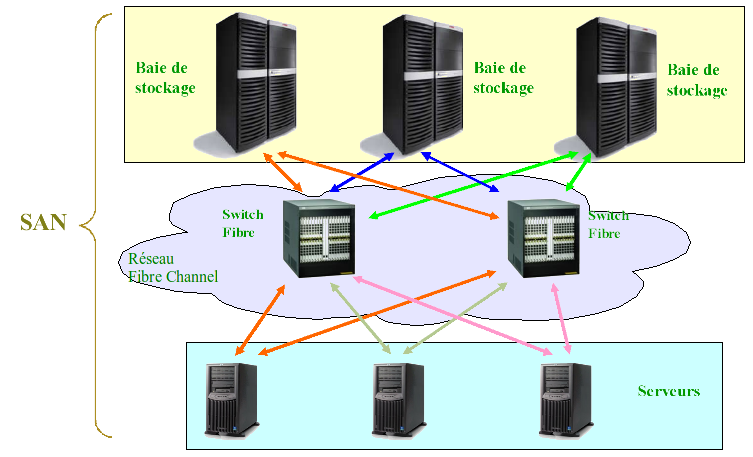 Baie de
stockage
Baie de
stockage
Baie de
stockage
SAN
Switch
Fibre
Switch
Fibre
Réseau
Fibre Channel
Serveurs